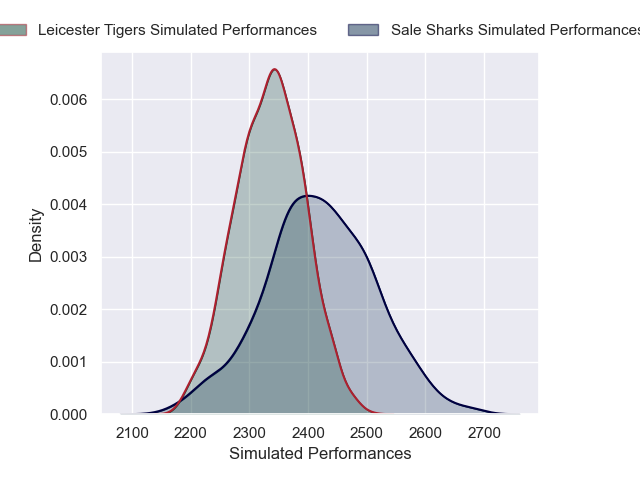 Leicester Tigers Simulated Performances
Sale Sharks Simulated Performances
0.006
0.005
0.004
0.003
0.002
0.001
0.000
Density
2100 2200 2300 2400 2500 2600 2700
Simulated Performances